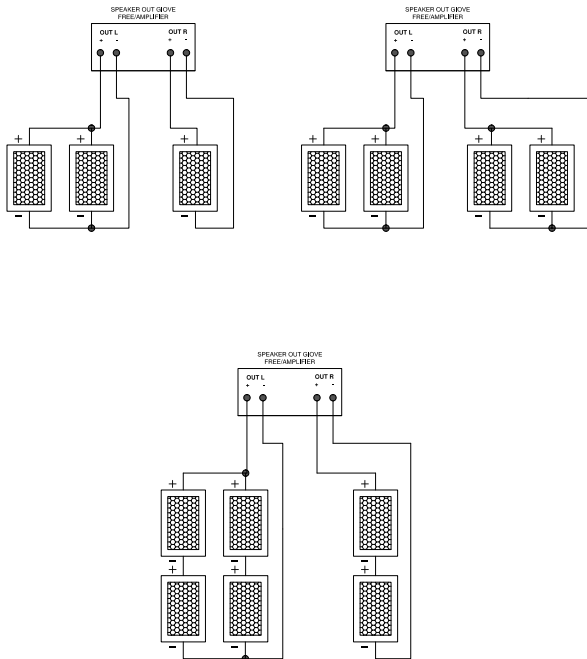 SPEAKER OUT GIOVE
FREE/AMPLIFIER
OUT L OUT R
+ - + -
+ + +
- - -
SPEAKER OUT GIOVE
FREE/AMPLIFIER
OUT L OUT R
+ - + -
+ + + +
- - - -
SPEAKER OUT GIOVE
FREE/AMPLIFIER
OUT L OUT R
+ - + -
+ + +
- - -
+ + +
- - -